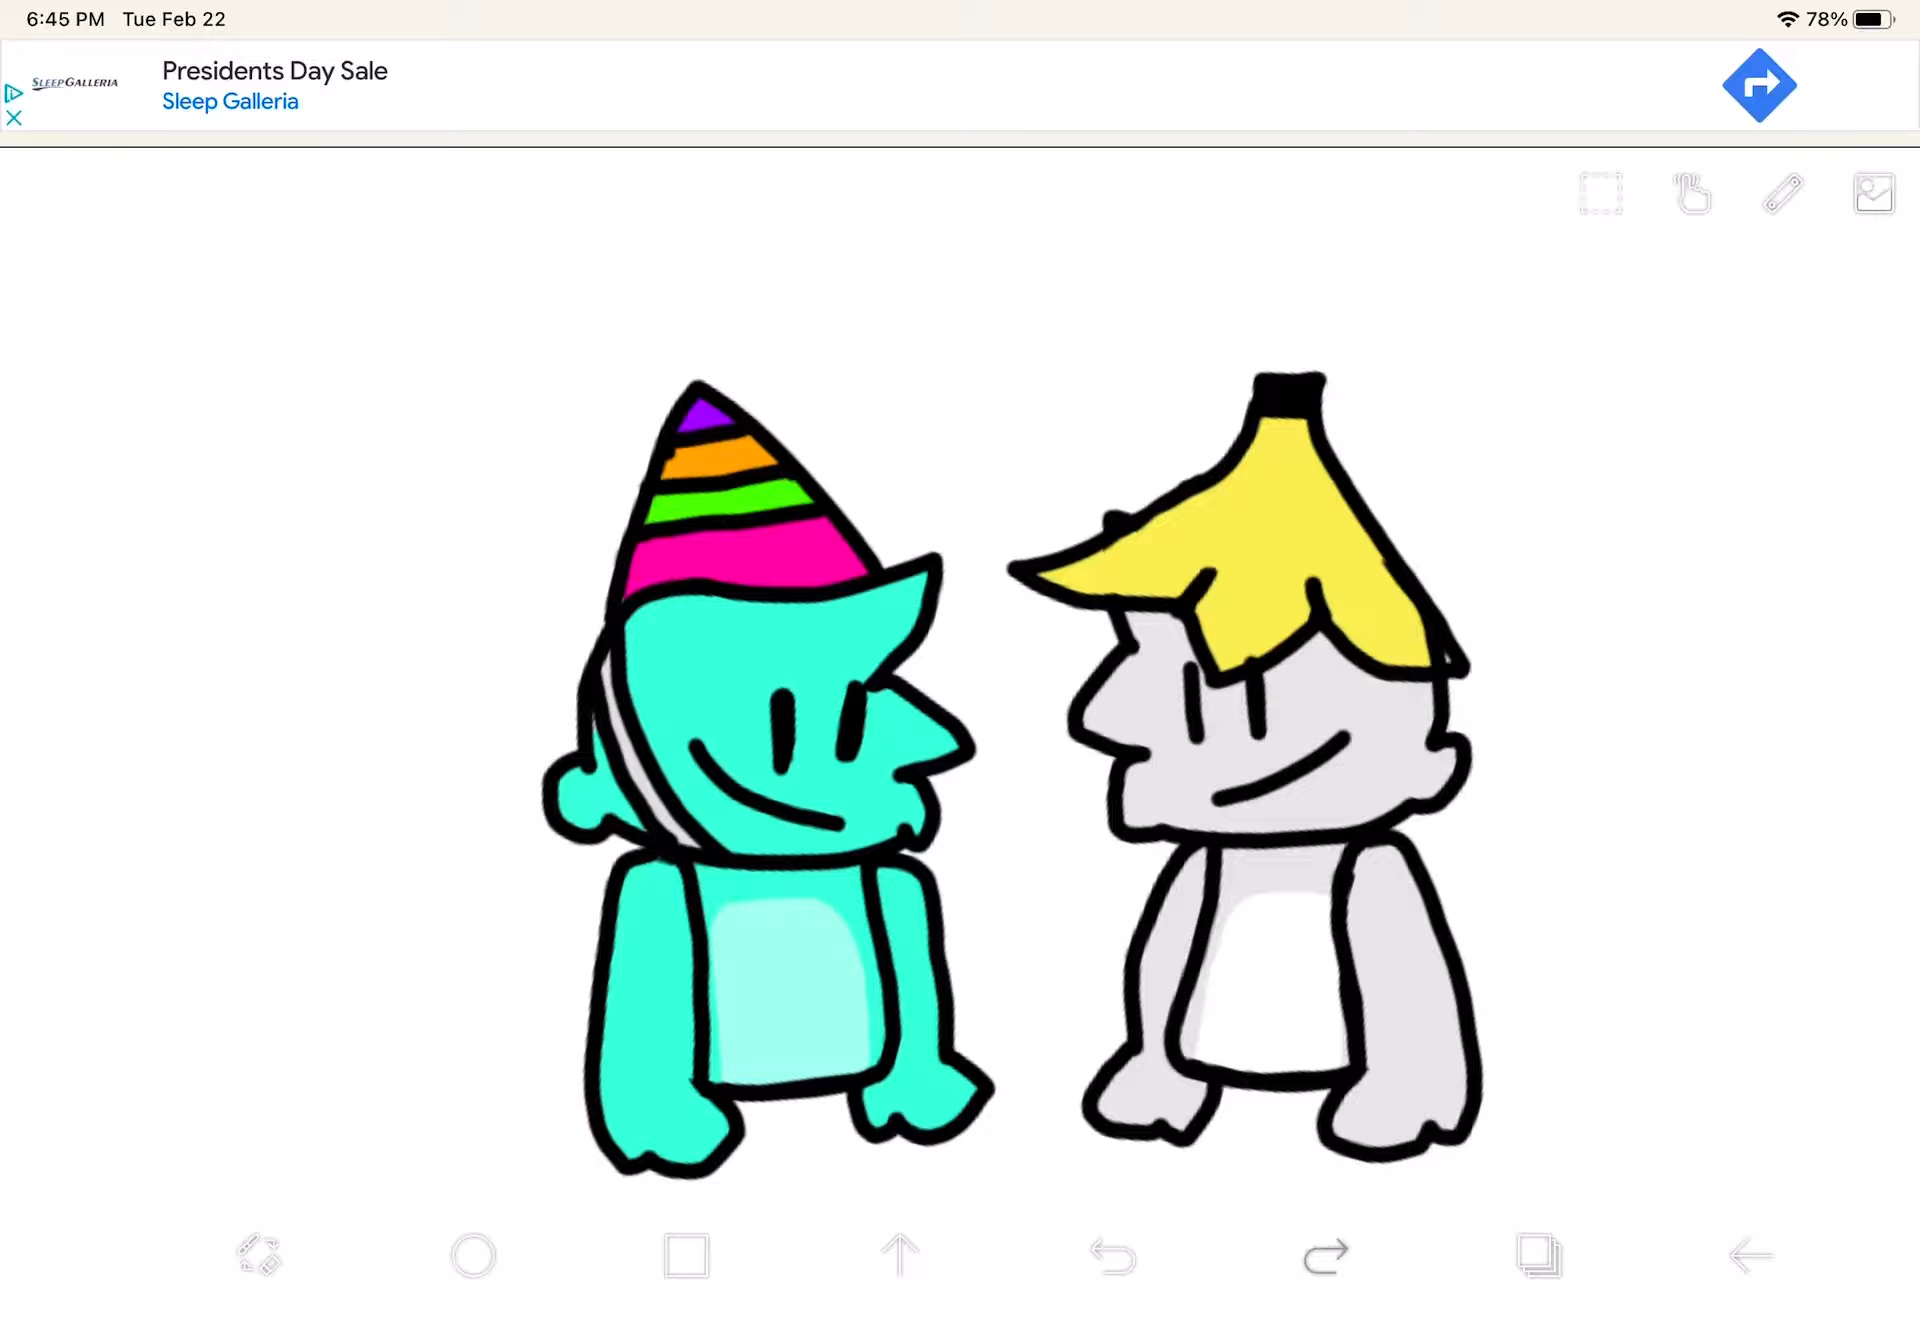 6:45 PM Tue Feb 22
78%
SLEEPGALLERIA
Presidents Day Sale
Sleep Galleria